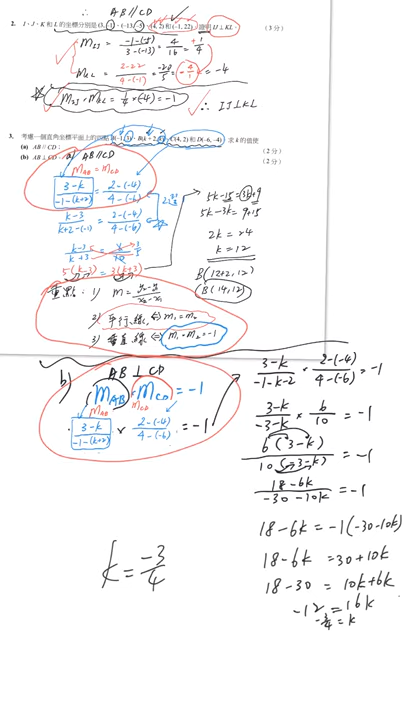 ∴ AB // CD
2. I、J、K 和 L 的坐標分別是 (3, -1)、(-13, -5)、(4, 2) 和 (-1, 22)。證明 IJ ⊥ KL。 (3 分)
m_IJ = -1-(-5) / 3-(-13) = 4/16 = +1/4
m_KL = 2-22 / 4-(-1) = -20/5 = -4/1 = -4
m_IJ × m_KL = 1/4 × (-4) = -1
∴ IJ ⊥ KL
3. 考慮一個直角坐標平面上的四點 A(-1, 3)、B(k + 2, k)、C(4, 2) 和 D(-6, -4)。求 k 的值使
(a) AB // CD; (2 分)
(b) AB ⊥ CD。 (2 分)
a) AB // CD
m_AB = m_CD
3-k / -1-(k+2) = 2-(-4) / 4-(-6)
k-3 / k+2-(-1) = 2-(-4) / 4-(-6)
k-3 / k+3
5(k-3) = 3(k+3)
5k-15 = 3k+9
5k-3k = 9+15
2k = 24
k = 12
B(12+2, 12)
B(14, 12)
重點: 1) m = y₂-y₁ / x₂-x₁
2) 平行線 ⇔ m₁=m₂
3) 垂直線 ⇔ m₁×m₂=-1
b) AB ⊥ CD
m_AB × m_CD = -1
m_AB m_CD
3-k / -1-(k+2) × 2-(-4) / 4-(-6) = -1
3-k / -1-k-2 × 2-(-4) / 4-(-6) = -1
3-k / -3-k × 6/10 = -1
6(3-k) / 10(-3-k) = -1
18-6k / -30-10k = -1
18-6k = -1(-30-10k)
18-6k = 30+10k
18-30 = 10k+6k
-12 = 16k
-3/4 = k
k = -3/4